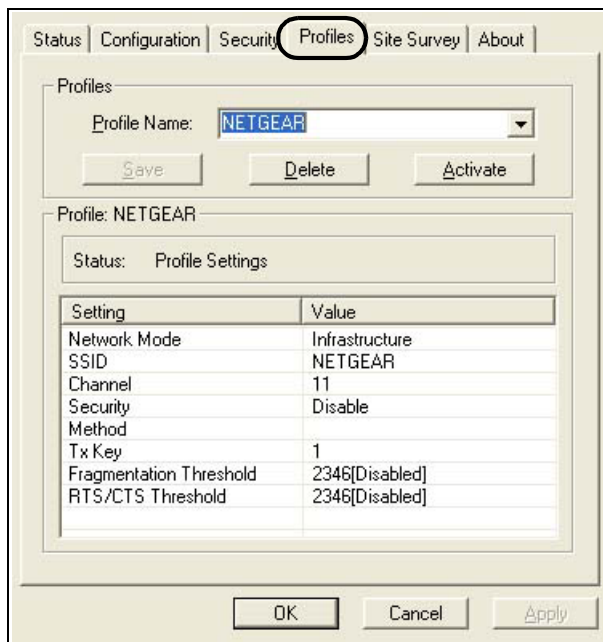 Status Configuration Security Profiles Site Survey About
Profiles
Profile Name: NETGEAR
Save Delete Activate
Profile: NETGEAR
Status: Profile Settings
Setting Value
Network Mode Infrastructure
SSID NETGEAR
Channel 11
Security Disable
Method
Tx Key 1
Fragmentation Threshold 2346[Disabled]
RTS/CTS Threshold 2346[Disabled]
OK Cancel Apply